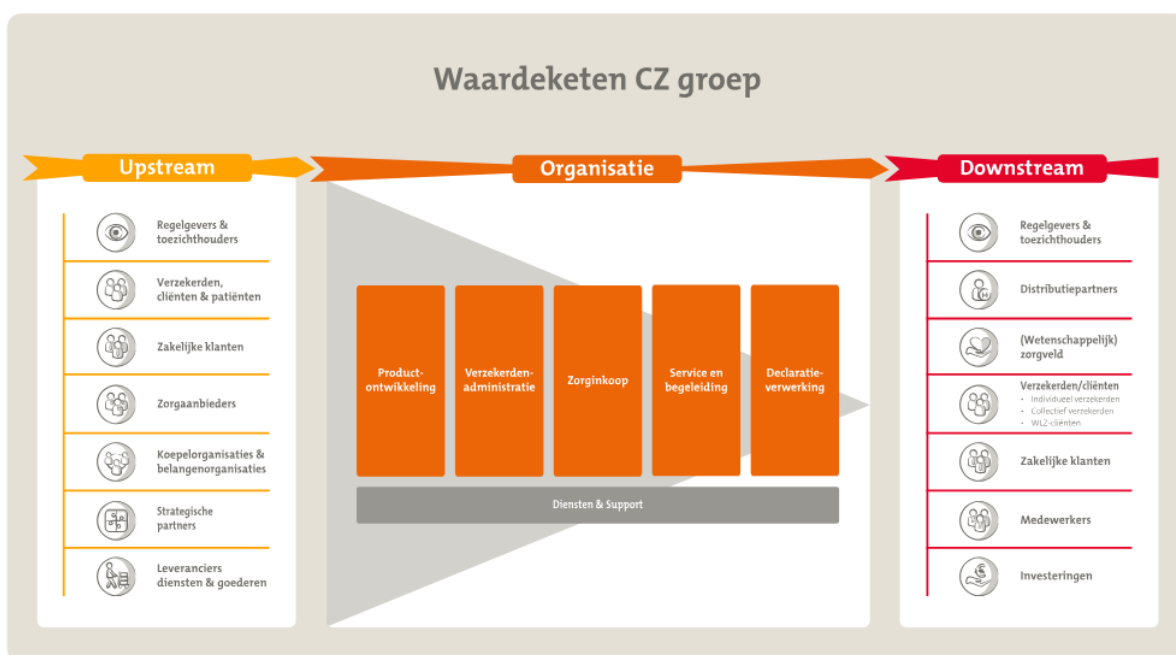 Waardeketen CZ groep
Upstream
Regelgevers &
toezichthouders
Verzekerden,
cliënten & patiënten
Zakelijke klanten
Zorgaanbieders
Koepelorganisaties &
belangenorganisaties
Strategische
partners
Leveranciers
diensten & goederen
Organisatie
Product-
ontwikkeling
Verzekerden-
administratie
Zorginkoop
Service en
begeleiding
Declaratie-
verwerking
Diensten & Support
Downstream
Regelgevers &
toezichthouders
Distributiepartners
(Wetenschappelijk)
zorgveld
Verzekerden/cliënten
• Individueel verzekerden
• Collectief verzekerden
• WLZ-cliënten
Zakelijke klanten
Medewerkers
Investeringen